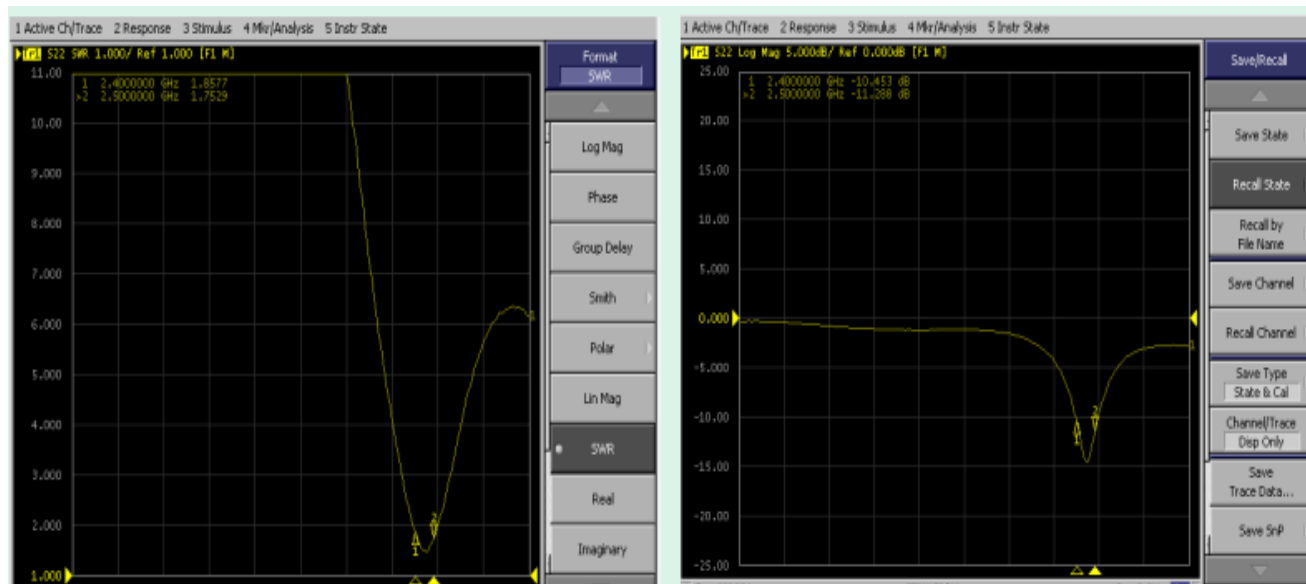 1 Active Ch/Trace 2 Response 3 Stimulus 4 Mkr/Analysis 5 Instr State
Tr1 S22 SWR 1.000/ Ref 1.000 [F1 M]
11.00
1 2.4000000 GHz 1.8577
>2 2.5000000 GHz 1.7529
10.00
9.000
8.000
7.000
6.000
5.000
4.000
3.000
2.000
1.000
1
2
1
Format
SWR
Log Mag
Phase
Group Delay
Smith
Polar
Lin Mag
SWR
Real
Imaginary
1 Active Ch/Trace 2 Response 3 Stimulus 4 Mkr/Analysis 5 Instr State
Tr1 S22 Log Mag 5.000dB/ Ref 0.000dB [F1 M]
25.00
1 2.4000000 GHz -10.453 dB
>2 2.5000000 GHz -11.288 dB
20.00
15.00
10.00
5.000
0.000
-5.000
-10.00
-15.00
-20.00
-25.00
1
2
1
Save/Recall
Save State
Recall State
Recall by
File Name
Save Channel
Recall Channel
Save Type
State & Cal
Channel/Trace
Disp Only
Save
Trace Data...
Save SnP